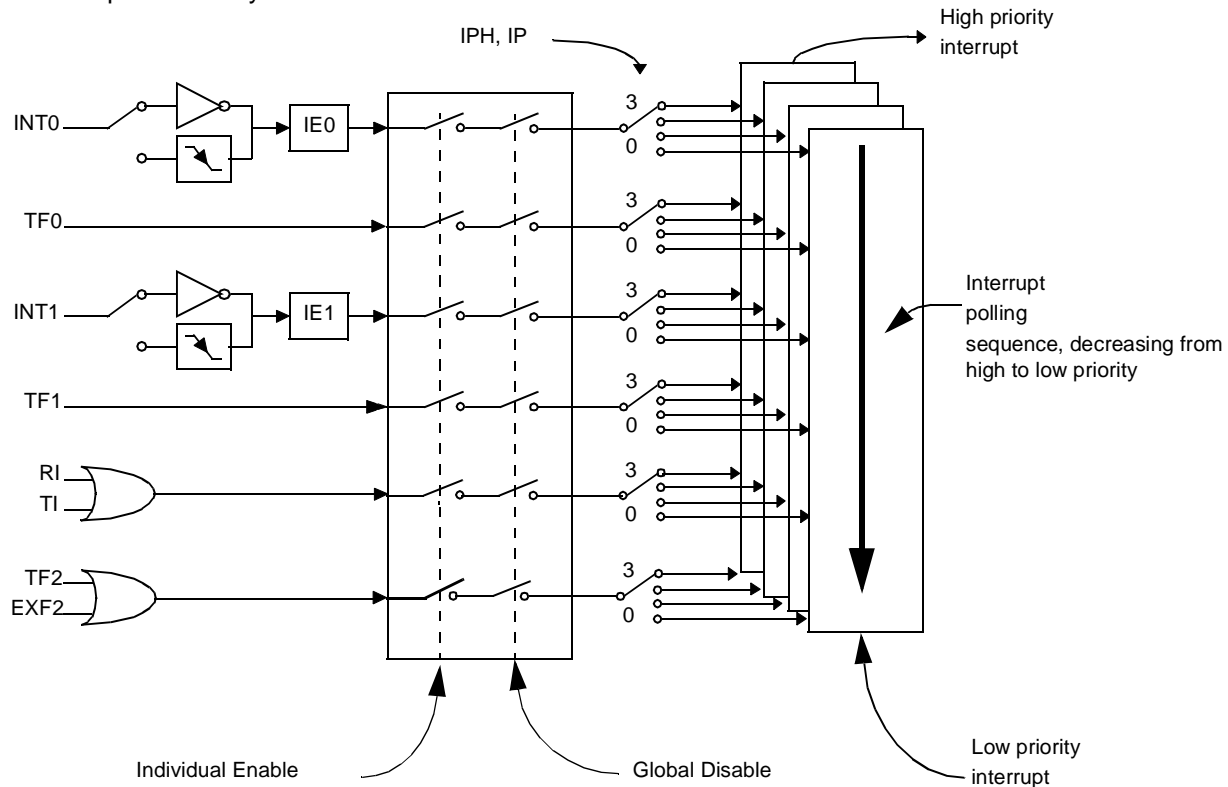 IPH, IP
High priority
interrupt
3
0
INT0
IE0
3
0
TF0
3
0
INT1
IE1
Interrupt
polling
sequence, decreasing from
high to low priority
3
0
TF1
3
0
RI
TI
3
0
TF2
EXF2
Individual Enable
Global Disable
Low priority
interrupt